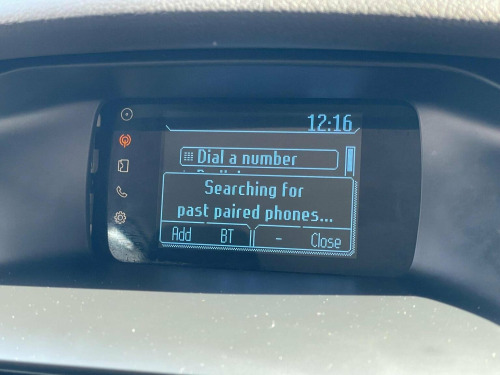 12:16
Dial a number
Searching for
past paired phones...
Add BT - Close